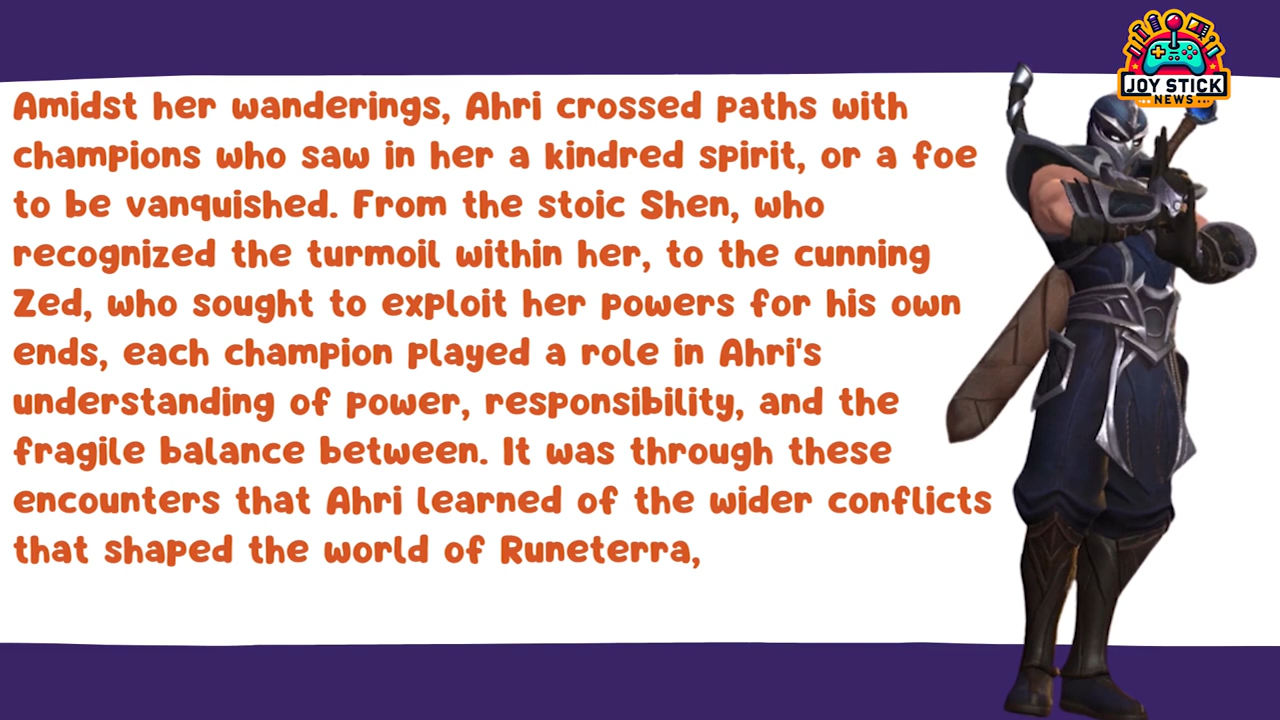 JOY STICK
NEWS
Amidst her wanderings, Ahri crossed paths with
champions who saw in her a kindred spirit, or a foe
to be vanquished. From the stoic Shen, who
recognized the turmoil within her, to the cunning
Zed, who sought to exploit her powers for his own
ends, each champion played a role in Ahri's
understanding of power, responsibility, and the
fragile balance between. It was through these
encounters that Ahri learned of the wider conflicts
that shaped the world of Runeterra,